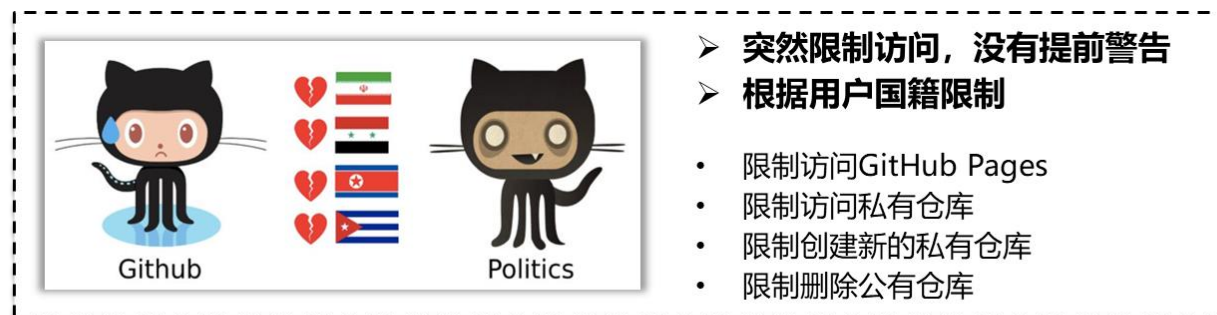 Github
Politics
➢ 突然限制访问，没有提前警告
➢ 根据用户国籍限制
• 限制访问GitHub Pages
• 限制访问私有仓库
• 限制创建新的私有仓库
• 限制删除公有仓库